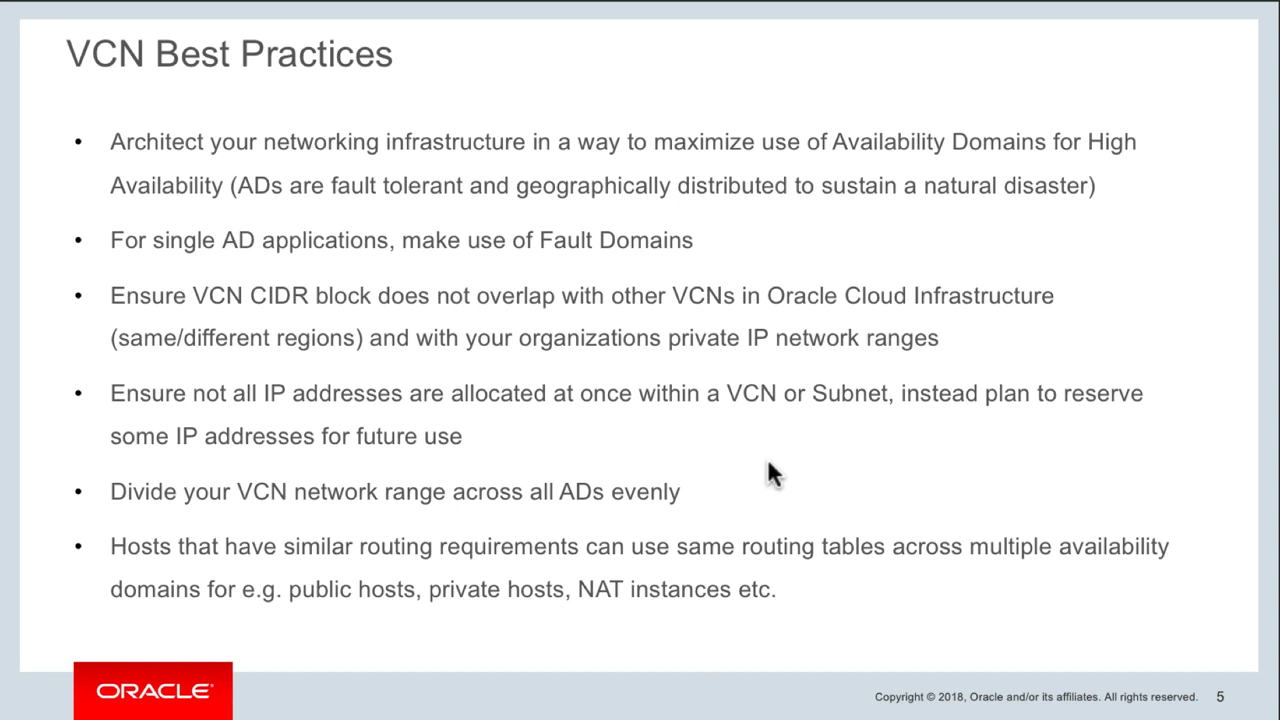 VCN Best Practices
• Architect your networking infrastructure in a way to maximize use of Availability Domains for High
Availability (ADs are fault tolerant and geographically distributed to sustain a natural disaster)
• For single AD applications, make use of Fault Domains
• Ensure VCN CIDR block does not overlap with other VCNs in Oracle Cloud Infrastructure
(same/different regions) and with your organizations private IP network ranges
• Ensure not all IP addresses are allocated at once within a VCN or Subnet, instead plan to reserve
some IP addresses for future use
• Divide your VCN network range across all ADs evenly
• Hosts that have similar routing requirements can use same routing tables across multiple availability
domains for e.g. public hosts, private hosts, NAT instances etc.
ORACLE®
Copyright © 2018, Oracle and/or its affiliates. All rights reserved. 5